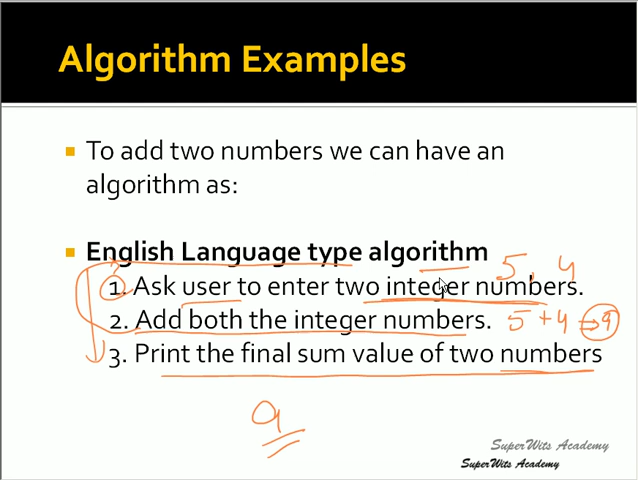 Algorithm Examples
To add two numbers we can have an
algorithm as:
English Language type algorithm
1. Ask user to enter two integer numbers.
5, 4
2. Add both the integer numbers.
5 + 4 ⇒ 9
3. Print the final sum value of two numbers
9
SuperWits Academy
SuperWits Academy